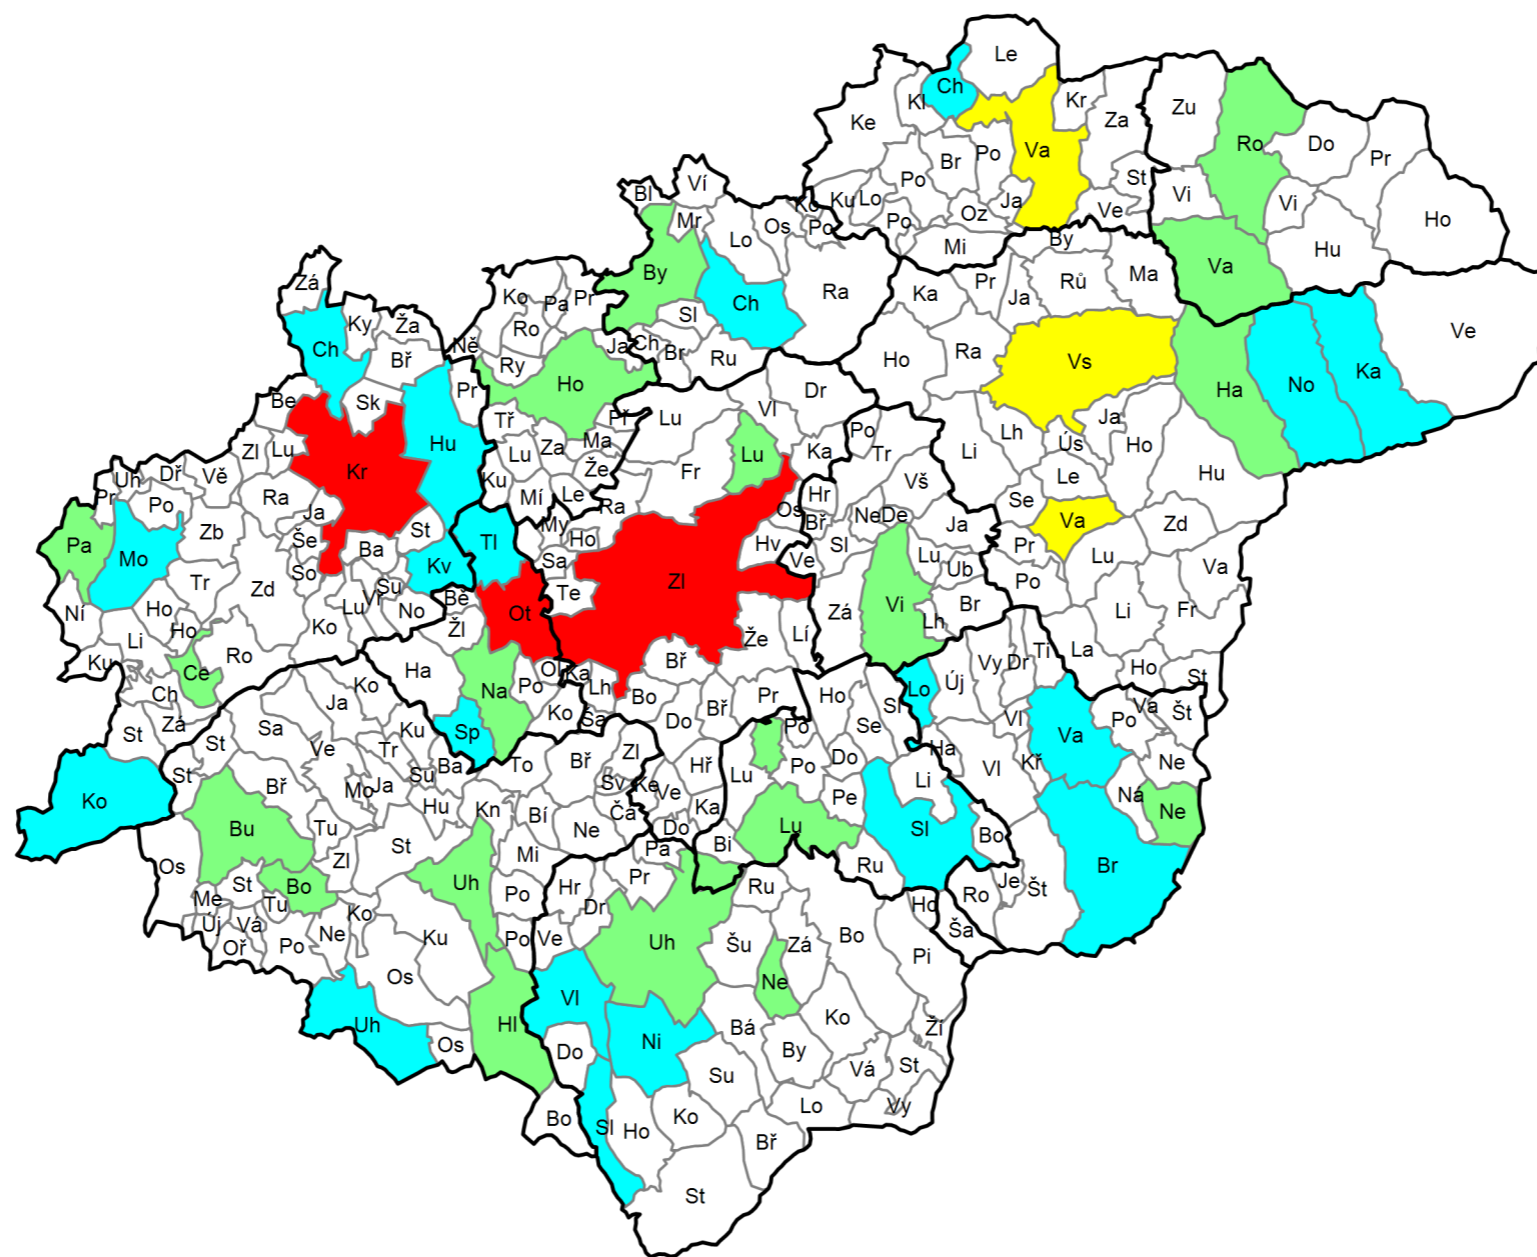 Le
Ch
Kl
Kr
Ke
Za
Zu
Va
Br
Po
Po
Ro
Do
Pr
St
Ja
Ku
Lo
Po
Oz
Ve
Mi
Vi
Vi
Ho
Hu
Va
Ví
Bl
Mr
Lo
Os
Ko
Po
By
Ch
Ra
Sl
Ch
Br
Ru
By
Ka
Pr
Ja
Rů
Ma
Ho
Ra
Vs
Ha
No
Ka
Ve
Zá
Ch
Ky
Ža
Bř
Ně
Ko
Pa
Pr
Ro
Ry
Ja
Ho
Pr
Be
Sk
Hu
Kr
Zl
Lu
Tř
Př
Lu
Za
Ma
Že
Ku
Mí
Le
Lu
Vl
Dr
Fr
Lu
Ka
Po
Tr
Vš
Li
Lh
Ús
Ja
Ho
Le
Hu
Se
Va
Zd
Pr
Lu
Va
Po
Li
Fr
La
Ho
St
Uh
Dř
Vě
Pr
Po
Ra
Ja
Pa
Mo
Zb
Še
So
Ba
St
Kv
Tl
Ra
My
Ho
Sa
Te
Zl
Os
Hr
Bř
Hv
Ve
Ne
De
Sl
Ja
Lu
Ub
Zá
Vi
Br
Lh
Ní
Ho
Tr
Zd
Vř
Su
Lu
No
Bě
Ot
Žl
Li
Ho
Ku
Ce
Ro
Ko
Ch
Zá
St
Ha
Na
Po
Ol
Ka
Lh
Sa
Ko
Sp
Bř
Že
Lí
Bo
Do
Bř
Pr
Ho
Sl
Lo
Új
Vy
Dr
Ti
Se
Po
Do
Po
Lu
Pe
Vl
Va
Po
Va
Št
Ha
Vl
Kř
Ne
Li
Ná
Ne
Sl
Bo
Br
Ko
St
St
Sa
Ja
Ko
Ve
Ku
Tr
Su
Ba
Bř
Mo
Ja
Hu
Kn
Bu
Tu
Zl
St
To
Bř
Zl
Sv
Ča
Bí
Ne
Mi
Ke
Ve
Hř
Ka
Do
Lu
Bi
Ru
Os
Me
St
Bo
Tu
Új
Vá
Oř
Po
Ne
Ko
Ku
Os
Uh
Po
Po
Hl
Uh
Os
Pa
Pr
Hr
Dr
Ve
Uh
Ru
Šu
Ne
Zá
Bo
Pi
Ho
Ša
Ro
Je
Št
Vl
Ni
Bá
By
Ko
Ží
Do
Su
Vá
St
Vy
Lo
Bo
Sl
Ho
Ko
Bř
St